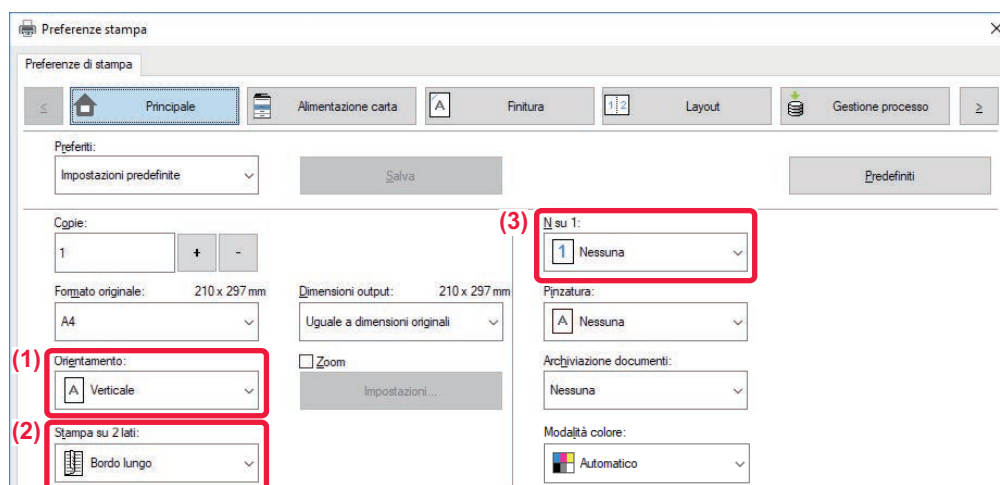 Preferenze stampa
Preferenze di stampa
< Principale Alimentazione carta Finitura Layout Gestione processo >
Preferiti:
Impostazioni predefinite Salva Predefiniti
Copie: (3) N su 1:
1 + - 1 Nessuna
Formato originale: 210 x 297 mm Dimensioni output: 210 x 297 mm Pinzatura:
A4 Uguale a dimensioni originali A Nessuna
(1) Orientamento: Zoom Archiviazione documenti:
A Verticale Impostazioni... Nessuna
(2) Stampa su 2 lati: Modalità colore:
Bordo lungo Automatico